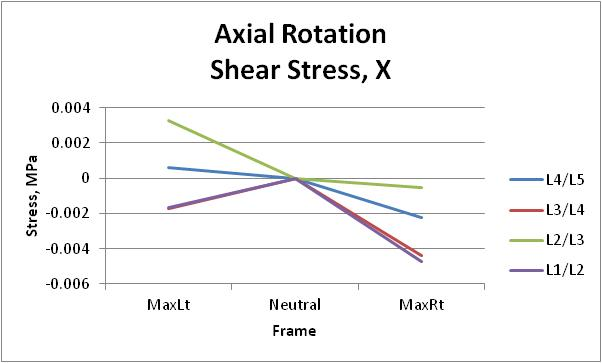 Axial Rotation
Shear Stress, X
0.004
0.002
0
-0.002
-0.004
-0.006
Stress, MPa
MaxLt
Neutral
MaxRt
Frame
L4/L5
L3/L4
L2/L3
L1/L2